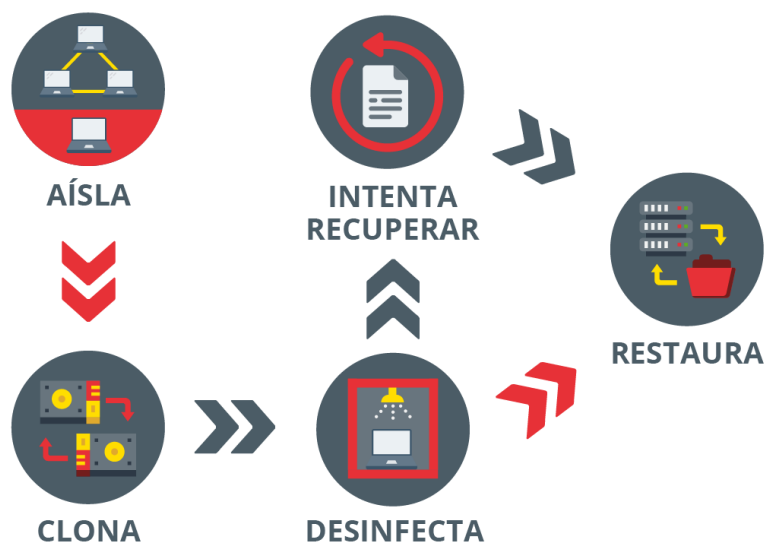 AÍSLA
INTENTA
RECUPERAR
RESTAURA
CLONA
DESINFECTA